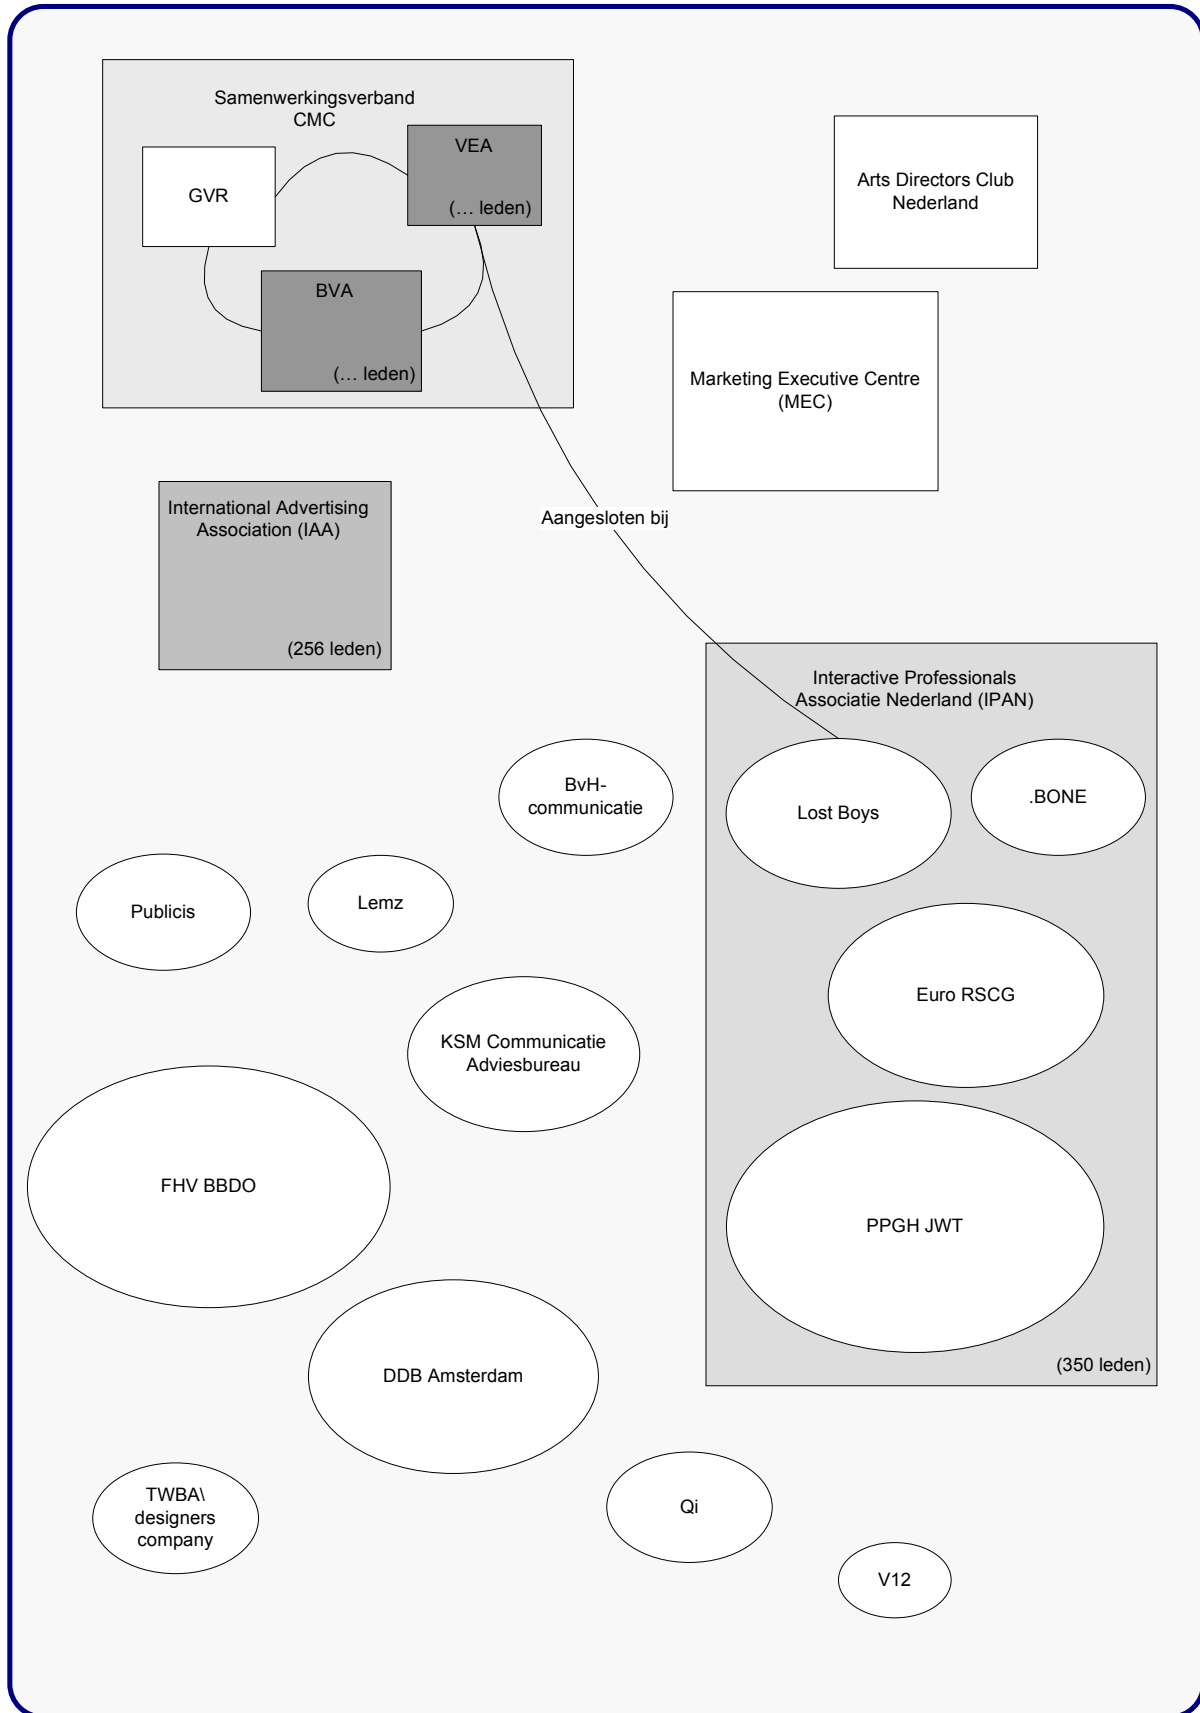 Samenwerkingsverband
CMC
VEA
GVR
(... leden)
BVA
(... leden)
Arts Directors Club
Nederland
Marketing Executive Centre
(MEC)
International Advertising
Association (IAA)
(256 leden)
Aangesloten bij
Interactive Professionals
Associatie Nederland (IPAN)
Lost Boys
.BONE
Euro RSCG
PPGH JWT
(350 leden)
BvH-
communicatie
Publicis
Lemz
KSM Communicatie
Adviesbureau
FHV BBDO
DDB Amsterdam
TWBA\
designers
company
Qi
V12